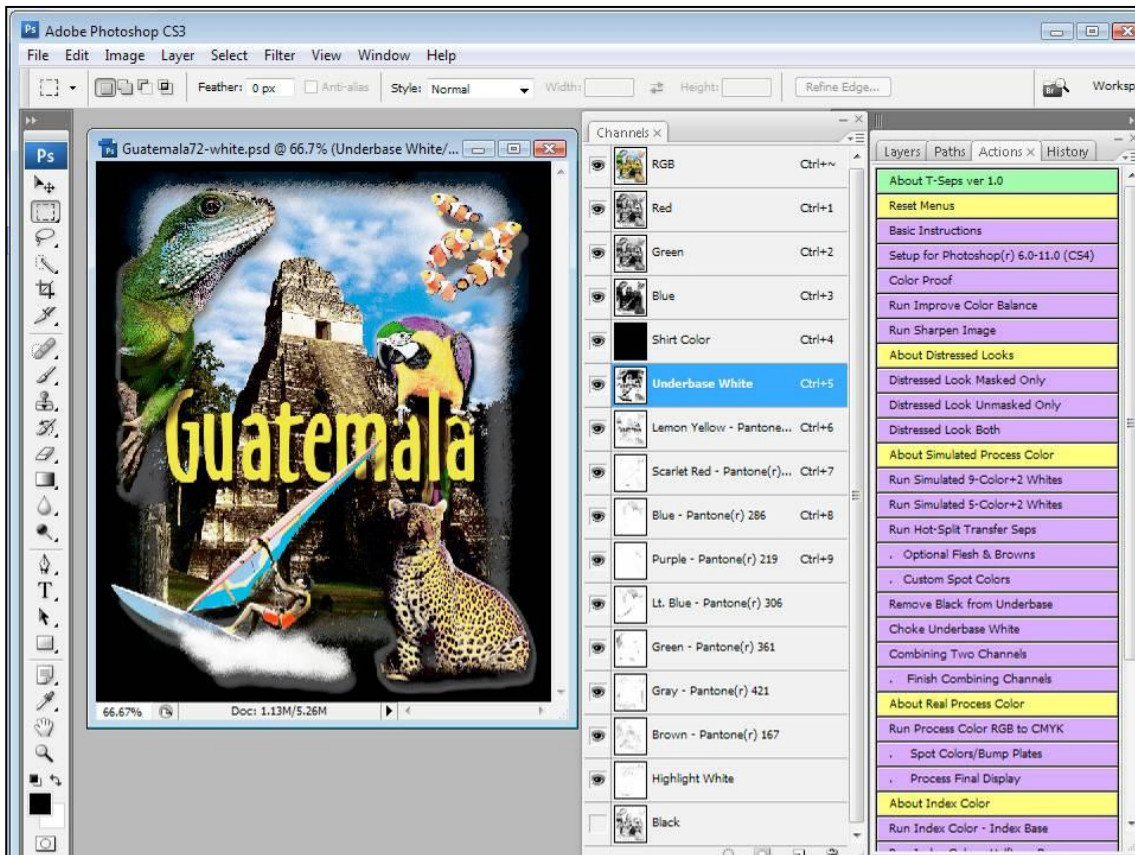 Ps Adobe Photoshop CS3
File Edit Image Layer Select Filter View Window Help
Feather: 0 px Anti-alias Style: Normal Width: Height: Refine Edge... Br Worksp
Ps
Guatemala72-white.psd @ 66.7% (Underbase White/...
Guatemala
66.67% Doc: 1.13M/5.26M
T
Channels ×
RGB Ctrl+~
Red Ctrl+1
Green Ctrl+2
Blue Ctrl+3
Shirt Color Ctrl+4
Underbase White Ctrl+5
Lemon Yellow - Pantone... Ctrl+6
Scarlet Red - Pantone(r)... Ctrl+7
Blue - Pantone(r) 286 Ctrl+8
Purple - Pantone(r) 219 Ctrl+9
Lt. Blue - Pantone(r) 306
Green - Pantone(r) 361
Gray - Pantone(r) 421
Brown - Pantone(r) 167
Highlight White
Black
Layers Paths Actions × History
About T-Seps ver 1.0
Reset Menus
Basic Instructions
Setup for Photoshop(r) 6.0-11.0 (CS4)
Color Proof
Run Improve Color Balance
Run Sharpen Image
About Distressed Looks
Distressed Look Masked Only
Distressed Look Unmasked Only
Distressed Look Both
About Simulated Process Color
Run Simulated 9-Color+2 Whites
Run Simulated 5-Color+2 Whites
Run Hot-Split Transfer Seps
. Optional Flesh & Browns
. Custom Spot Colors
Remove Black from Underbase
Choke Underbase White
Combining Two Channels
. Finish Combining Channels
About Real Process Color
Run Process Color RGB to CMYK
. Spot Colors/Bump Plates
. Process Final Display
About Index Color
Run Index Color - Index Base